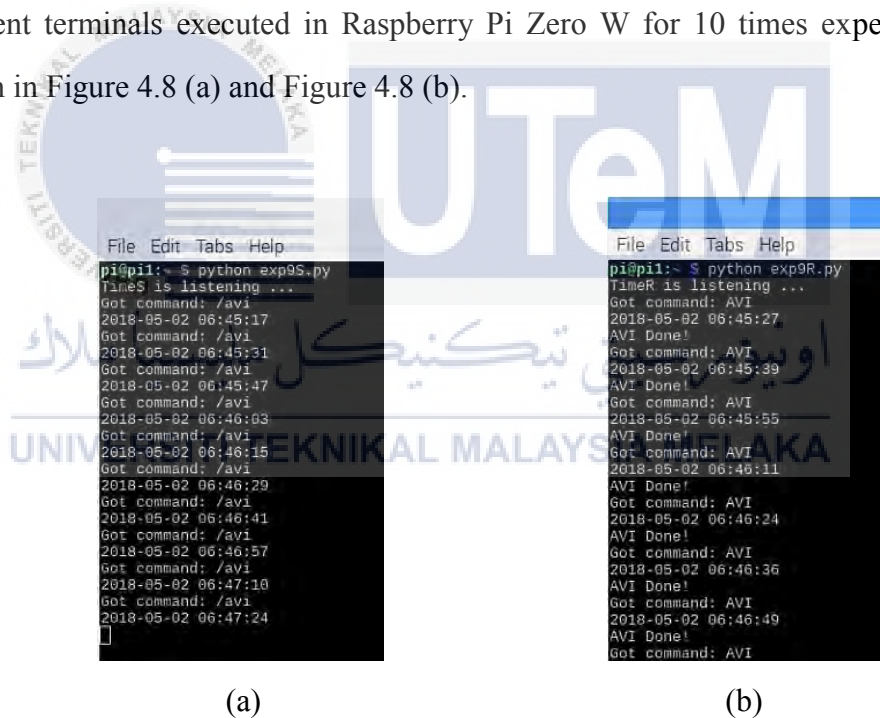 ent terminals executed in Raspberry Pi Zero W for 10 times expe
n in Figure 4.8 (a) and Figure 4.8 (b).
UTeM
File Edit Tabs Help
pi@pi1:~ $ python exp9S.py
TimeS is listening ...
Got command: /avi
2018-05-02 06:45:17
Got command: /avi
2018-05-02 06:45:31
Got command: /avi
2018-05-02 06:45:47
Got command: /avi
2018-05-02 06:46:03
Got command: /avi
2018-05-02 06:46:15
Got command: /avi
2018-05-02 06:46:29
Got command: /avi
2018-05-02 06:46:41
Got command: /avi
2018-05-02 06:46:57
Got command: /avi
2018-05-02 06:47:10
Got command: /avi
2018-05-02 06:47:24
File Edit Tabs Help
pi@pi1:~ $ python exp9R.py
TimeR is listening ...
Got command: AVI
2018-05-02 06:45:27
AVI Done!
Got command: AVI
2018-05-02 06:45:39
AVI Done!
Got command: AVI
2018-05-02 06:45:55
AVI Done!
Got command: AVI
2018-05-02 06:46:11
AVI Done!
Got command: AVI
2018-05-02 06:46:24
AVI Done!
Got command: AVI
2018-05-02 06:46:36
AVI Done!
Got command: AVI
2018-05-02 06:46:49
AVI Done!
Got command: AVI
TEKNIKAL MALAYSIA MELAKA
(a)
(b)